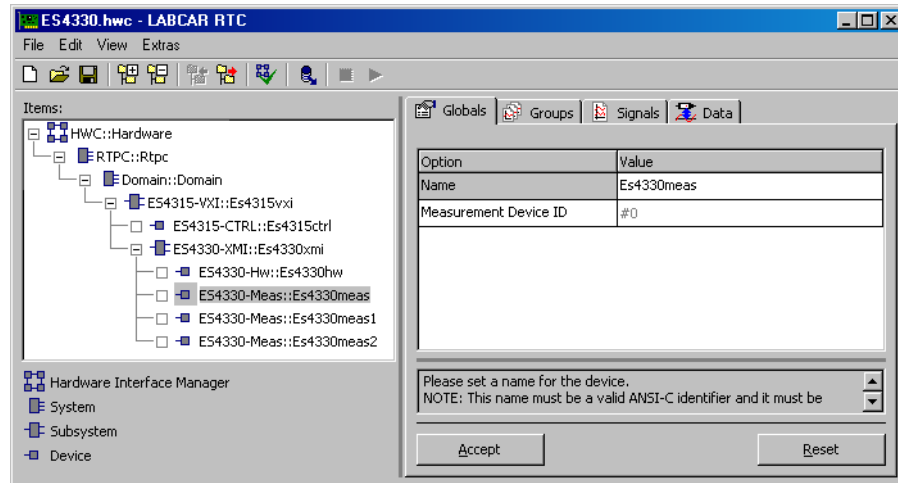 ES4330.hwc - LABCAR RTC
File Edit View Extras
Items:
HWC::Hardware
RTPC::Rtpc
Domain::Domain
ES4315-VXI::Es4315vxi
ES4315-CTRL::Es4315ctrl
ES4330-XMI::Es4330xmi
ES4330-Hw::Es4330hw
ES4330-Meas::Es4330meas
ES4330-Meas::Es4330meas1
ES4330-Meas::Es4330meas2
Hardware Interface Manager
System
Subsystem
Device
Globals Groups Signals Data
Option Value
Name Es4330meas
Measurement Device ID #0
Please set a name for the device.
NOTE: This name must be a valid ANSI-C identifier and it must be
Accept Reset